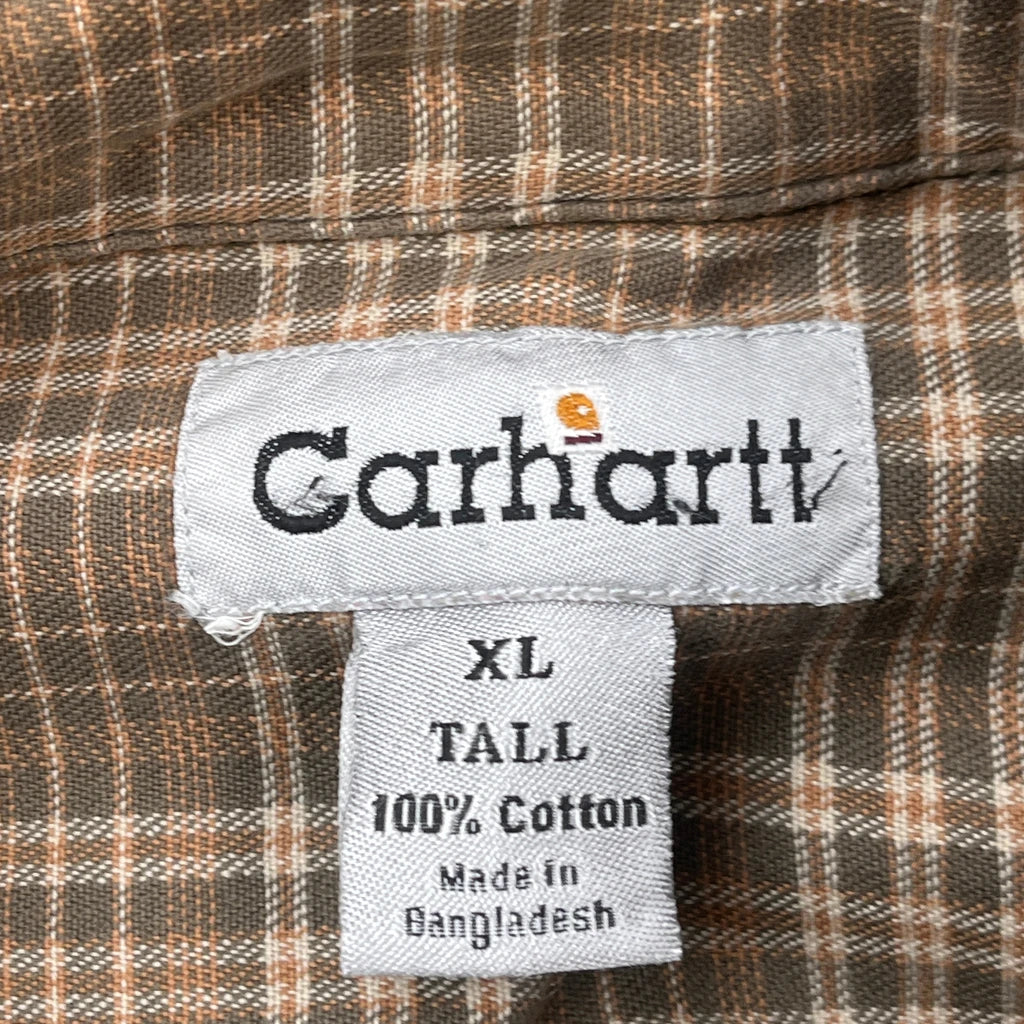 Carhartt
XL
TALL
100% Cotton
Made in
Bangladesh